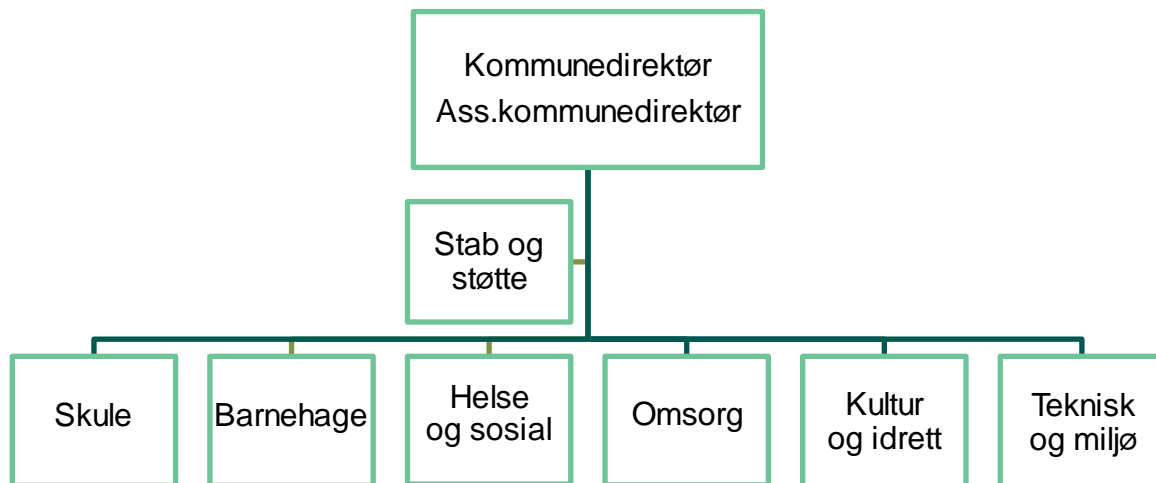 Kommunedirektør
Ass.kommunedirektør
Stab og
støtte
Skule
Barnehage
Helse
og sosial
Omsorg
Kultur
og idrett
Teknisk
og miljø